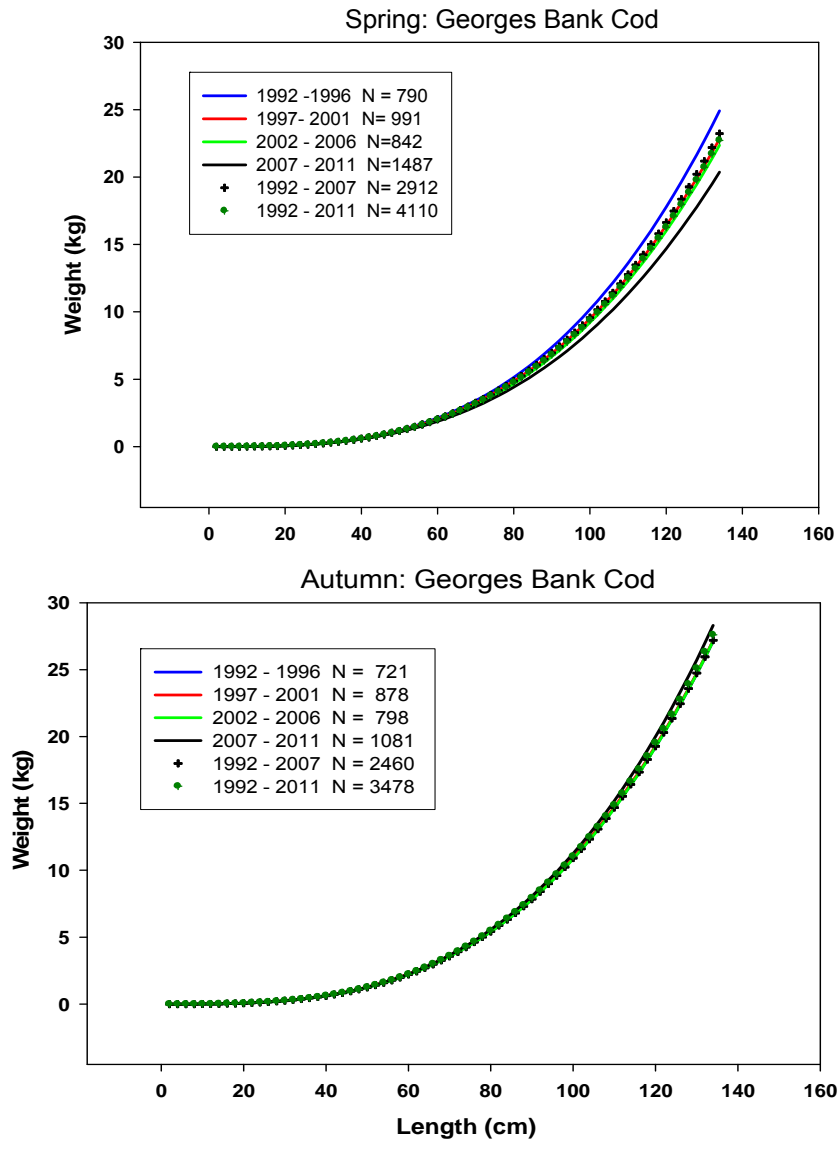 Spring: Georges Bank Cod
30
25
20
15
10
5
0
Weight (kg)
1992 -1996 N = 790
1997- 2001 N= 991
2002 - 2006 N=842
2007 - 2011 N=1487
1992 - 2007 N= 2912
1992 - 2011 N= 4110
0 20 40 60 80 100 120 140 160
Autumn: Georges Bank Cod
30
25
20
15
10
5
0
Weight (kg)
1992 - 1996 N = 721
1997 - 2001 N = 878
2002 - 2006 N = 798
2007 - 2011 N = 1081
1992 - 2007 N = 2460
1992 - 2011 N = 3478
0 20 40 60 80 100 120 140 160
Length (cm)